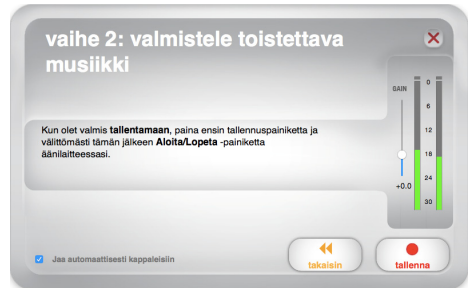 vaihe 2: valmistele toistettava
musiikki
GAIN
0
6
12
18
24
30
+0.0
Kun olet valmis tallentamaan, paina ensin tallennuspainiketta ja
välittömästi tämän jälkeen Aloita/Lopeta -painiketta
äänilaitteessasi.
Jaa automaattisesti kappaleisiin
takaisin
tallenna